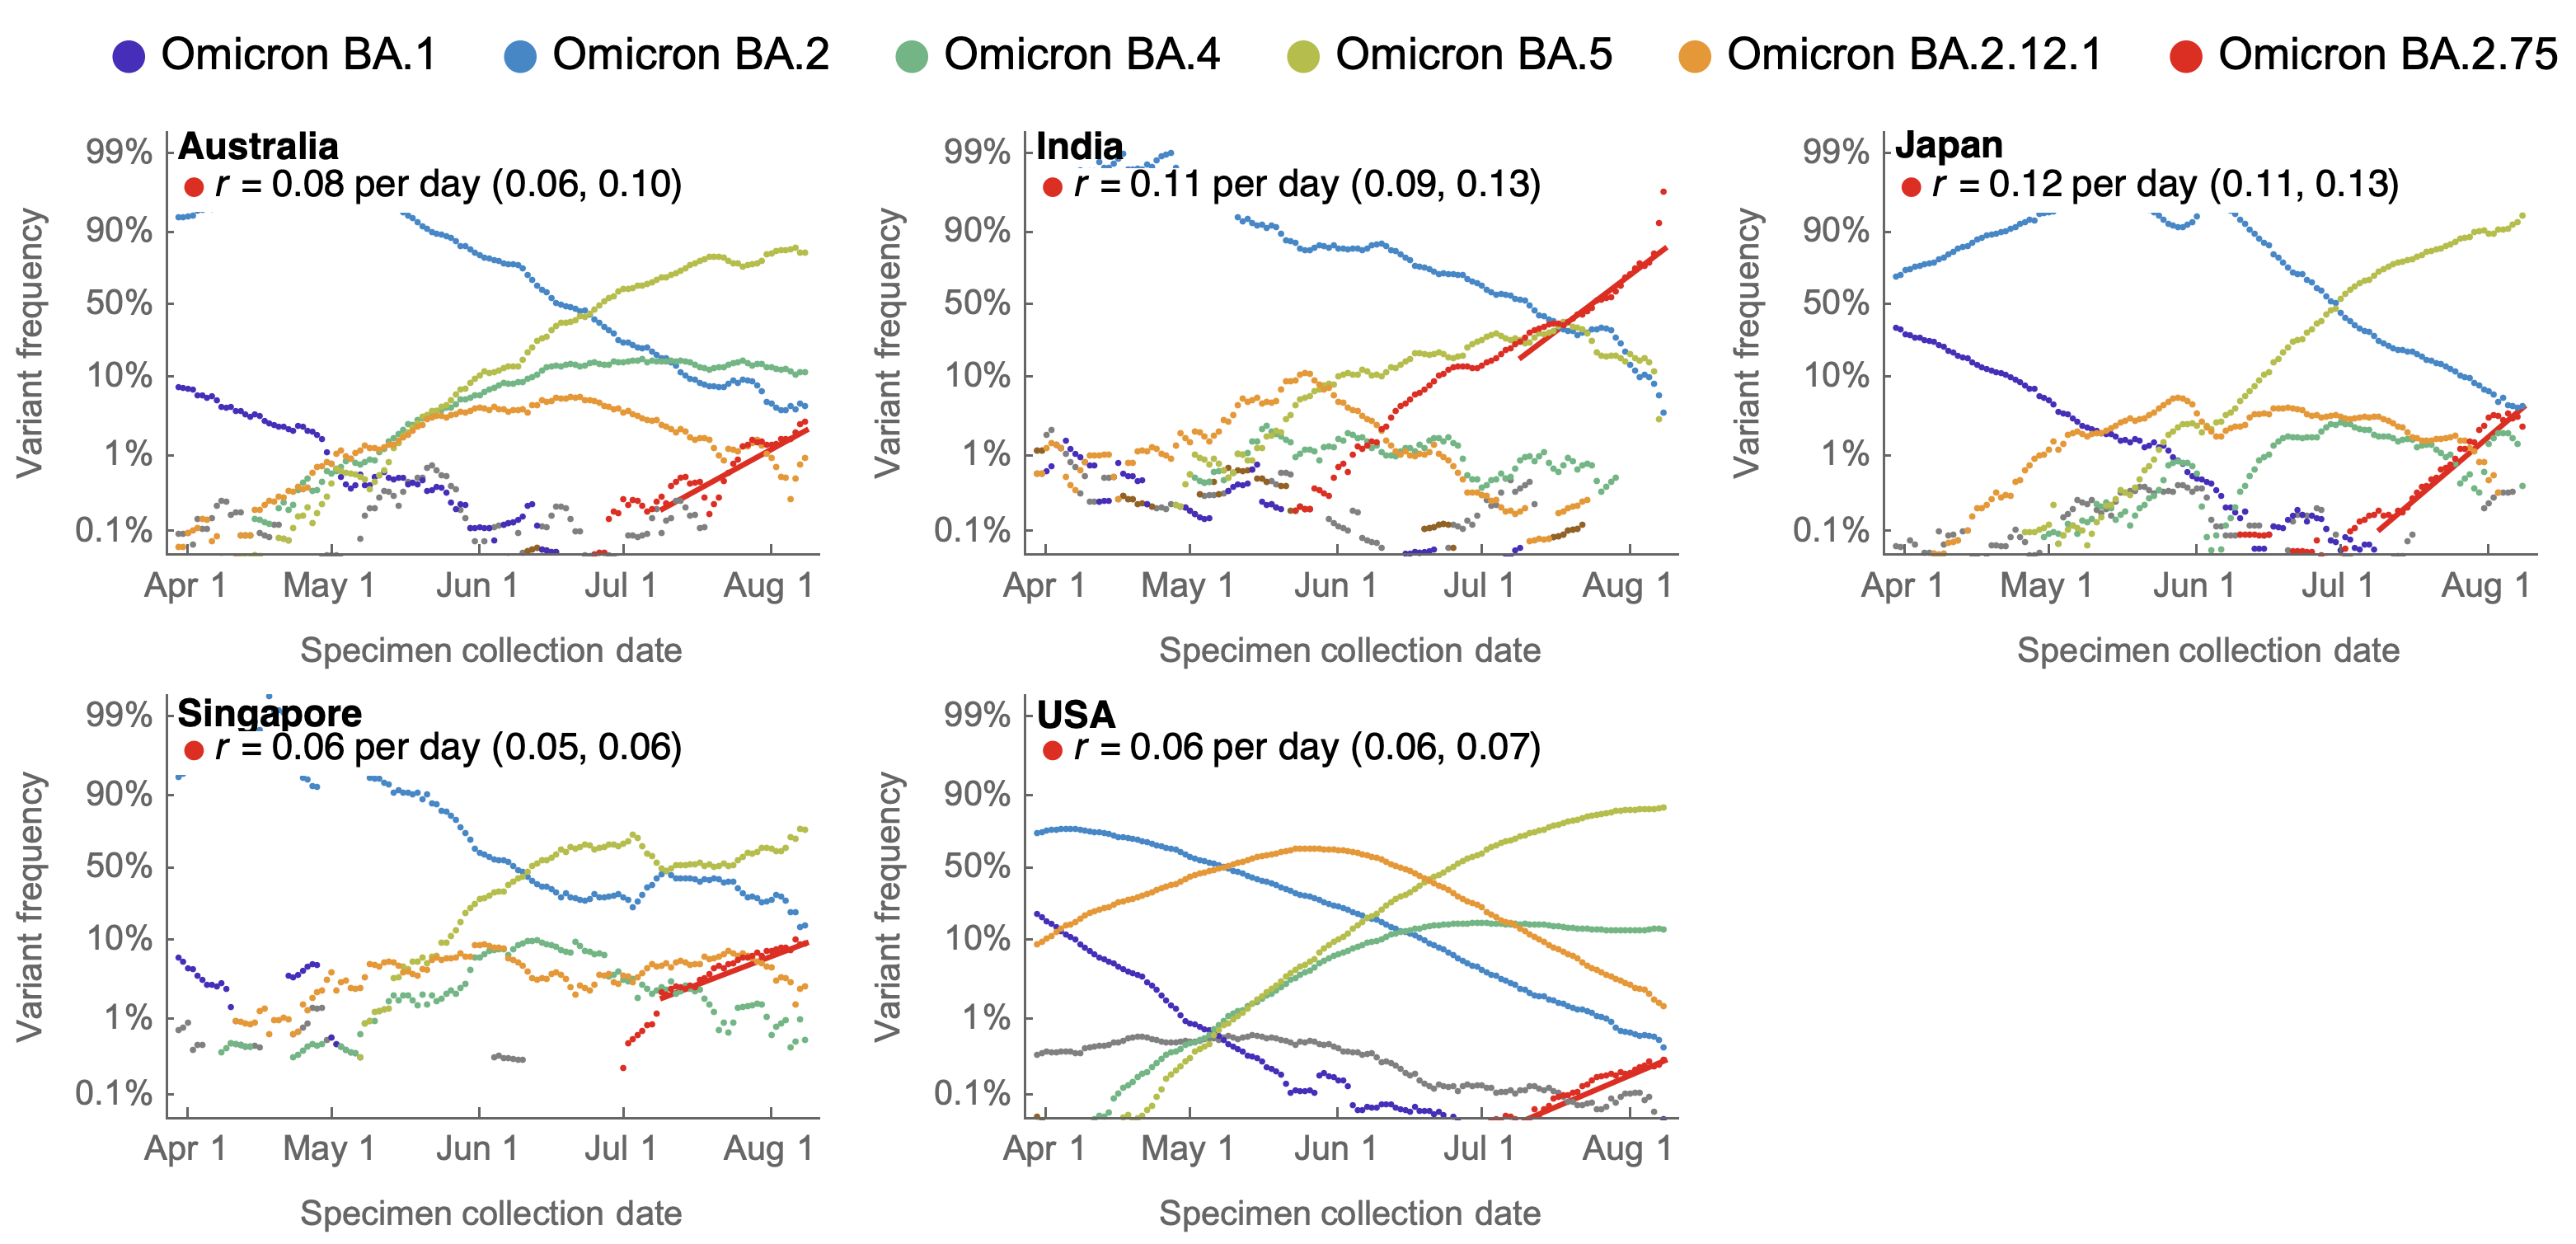 Omicron BA.1 Omicron BA.2 Omicron BA.4 Omicron BA.5 Omicron BA.2.12.1 Omicron BA.2.75
Australia
r = 0.08 per day (0.06, 0.10)
Variant frequency
99%
90%
50%
10%
1%
0.1%
Apr 1 May 1 Jun 1 Jul 1 Aug 1
Specimen collection date
India
r = 0.11 per day (0.09, 0.13)
Variant frequency
99%
90%
50%
10%
1%
0.1%
Apr 1 May 1 Jun 1 Jul 1 Aug 1
Specimen collection date
Japan
r = 0.12 per day (0.11, 0.13)
Variant frequency
99%
90%
50%
10%
1%
0.1%
Apr 1 May 1 Jun 1 Jul 1 Aug 1
Specimen collection date
Singapore
r = 0.06 per day (0.05, 0.06)
Variant frequency
99%
90%
50%
10%
1%
0.1%
Apr 1 May 1 Jun 1 Jul 1 Aug 1
Specimen collection date
USA
r = 0.06 per day (0.06, 0.07)
Variant frequency
99%
90%
50%
10%
1%
0.1%
Apr 1 May 1 Jun 1 Jul 1 Aug 1
Specimen collection date